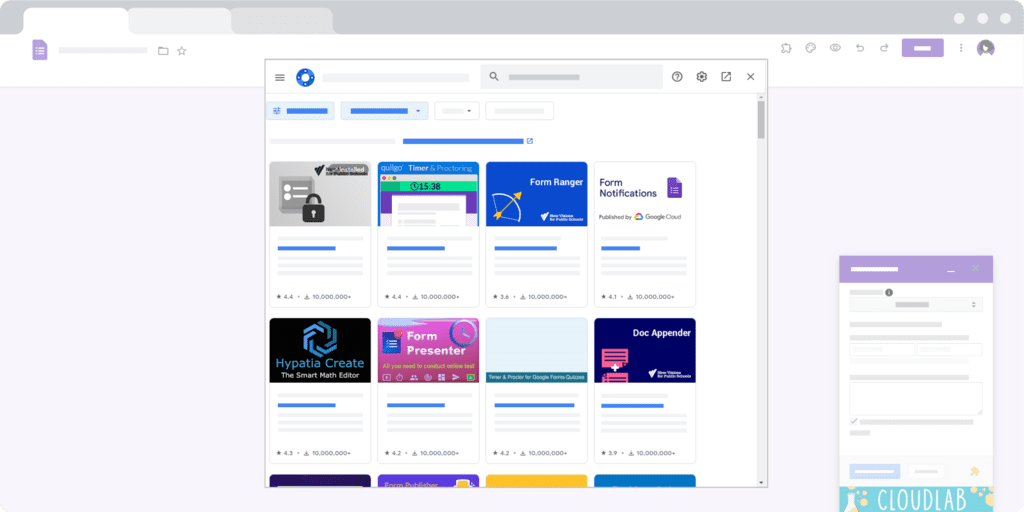 Installed
for Public Schools
quilgo
Timer & Proctoring
15:38
Form Ranger
New Visions
for Public Schools
Form
Notifications
Published by Google Cloud
4.4 • 10,000,000+
4.4 • 10,000,000+
3.6 • 10,000,000+
4.1 • 10,000,000+
Hypatia Create
The Smart Math Editor
Form
Presenter
All you need to conduct online test
Timer & Proctor for Google Forms Quizzes
Doc Appender
New Visions
for Public Schools
4.3 • 10,000,000+
4.2 • 10,000,000+
4.2 • 10,000,000+
3.9 • 10,000,000+
Form Publisher
CLOUDLAB